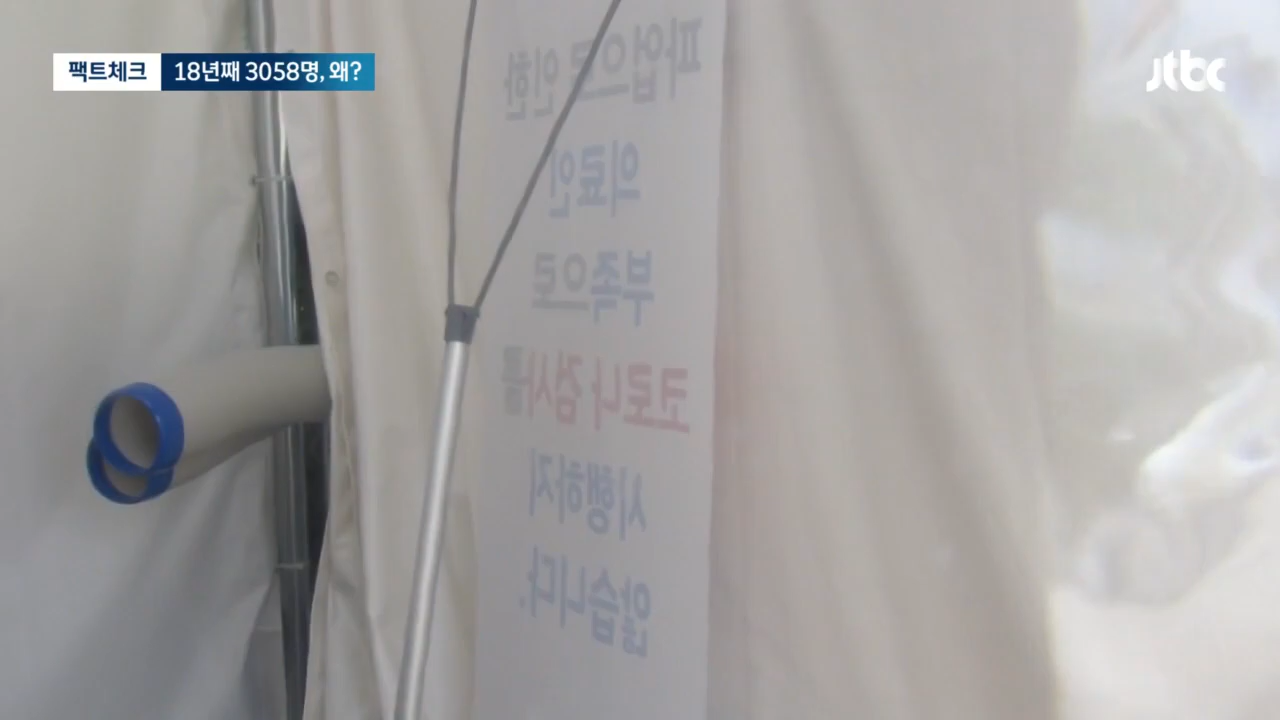 팩트체크
18년째 3058명, 왜?
jtbc
파업으로 인한
의료인
부족으로
코로나 검사를
시행하지
않습니다.